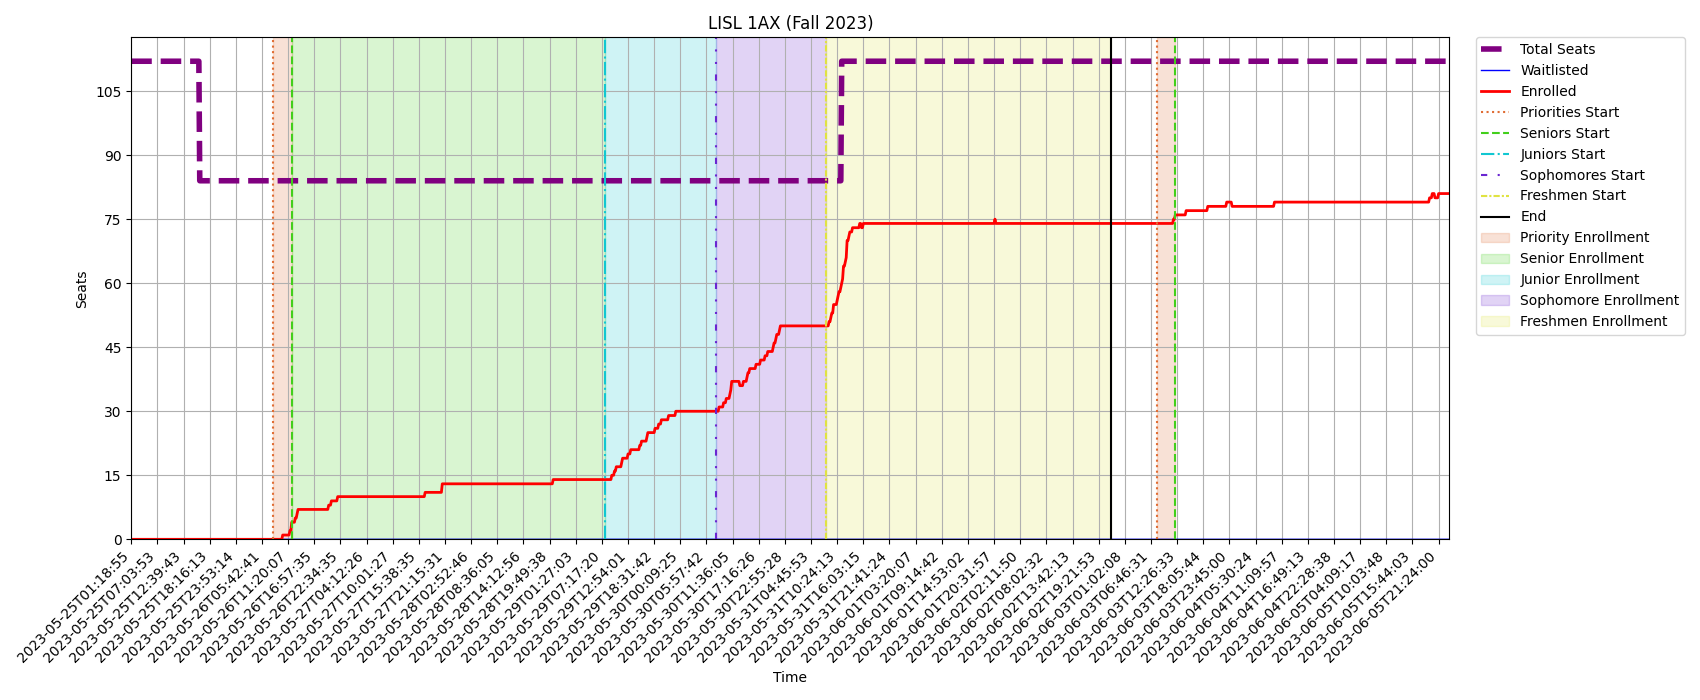 LISL 1AX (Fall 2023)
105
90
75
60
45
30
15
0
Seats
2023-05-25T01:18:55
2023-05-25T07:03:53
2023-05-25T12:39:43
2023-05-25T18:16:13
2023-05-25T23:53:14
2023-05-26T05:42:41
2023-05-26T11:20:07
2023-05-26T16:57:35
2023-05-26T22:34:35
2023-05-27T04:12:26
2023-05-27T10:01:27
2023-05-27T15:38:35
2023-05-27T21:15:31
2023-05-28T02:52:46
2023-05-28T08:36:05
2023-05-28T14:12:56
2023-05-28T19:49:38
2023-05-29T01:27:03
2023-05-29T07:17:20
2023-05-29T12:54:01
2023-05-29T18:31:42
2023-05-30T00:09:25
2023-05-30T05:57:42
2023-05-30T11:36:05
2023-05-30T17:16:26
2023-05-30T22:55:28
2023-05-31T04:45:53
2023-05-31T10:24:13
2023-05-31T16:03:15
2023-05-31T21:41:24
2023-06-01T03:20:07
2023-06-01T09:14:42
2023-06-01T14:53:02
2023-06-01T20:31:57
2023-06-02T02:11:50
2023-06-02T08:02:32
2023-06-02T13:42:13
2023-06-02T19:21:53
2023-06-03T01:02:08
2023-06-03T06:46:31
2023-06-03T12:26:33
2023-06-03T18:05:44
2023-06-03T23:45:00
2023-06-04T05:30:24
2023-06-04T11:09:57
2023-06-04T16:49:13
2023-06-04T22:28:38
2023-06-05T04:09:17
2023-06-05T10:03:48
2023-06-05T15:44:03
2023-06-05T21:24:00
Time
Total Seats
Waitlisted
Enrolled
Priorities Start
Seniors Start
Juniors Start
Sophomores Start
Freshmen Start
End
Priority Enrollment
Senior Enrollment
Junior Enrollment
Sophomore Enrollment
Freshmen Enrollment